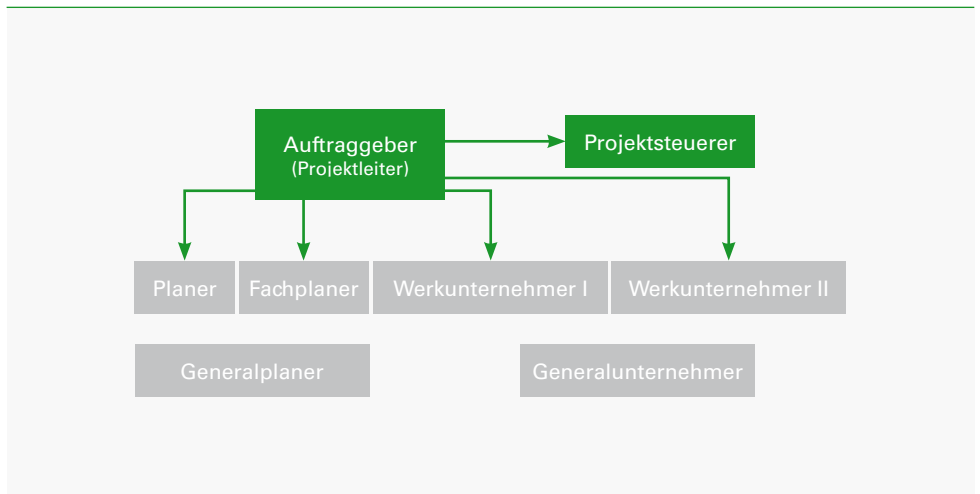 Auftraggeber
(Projektleiter)
Projektsteuerer
Planer
Fachplaner
Werkunternehmer I
Werkunternehmer II
Generalplaner
Generalunternehmer